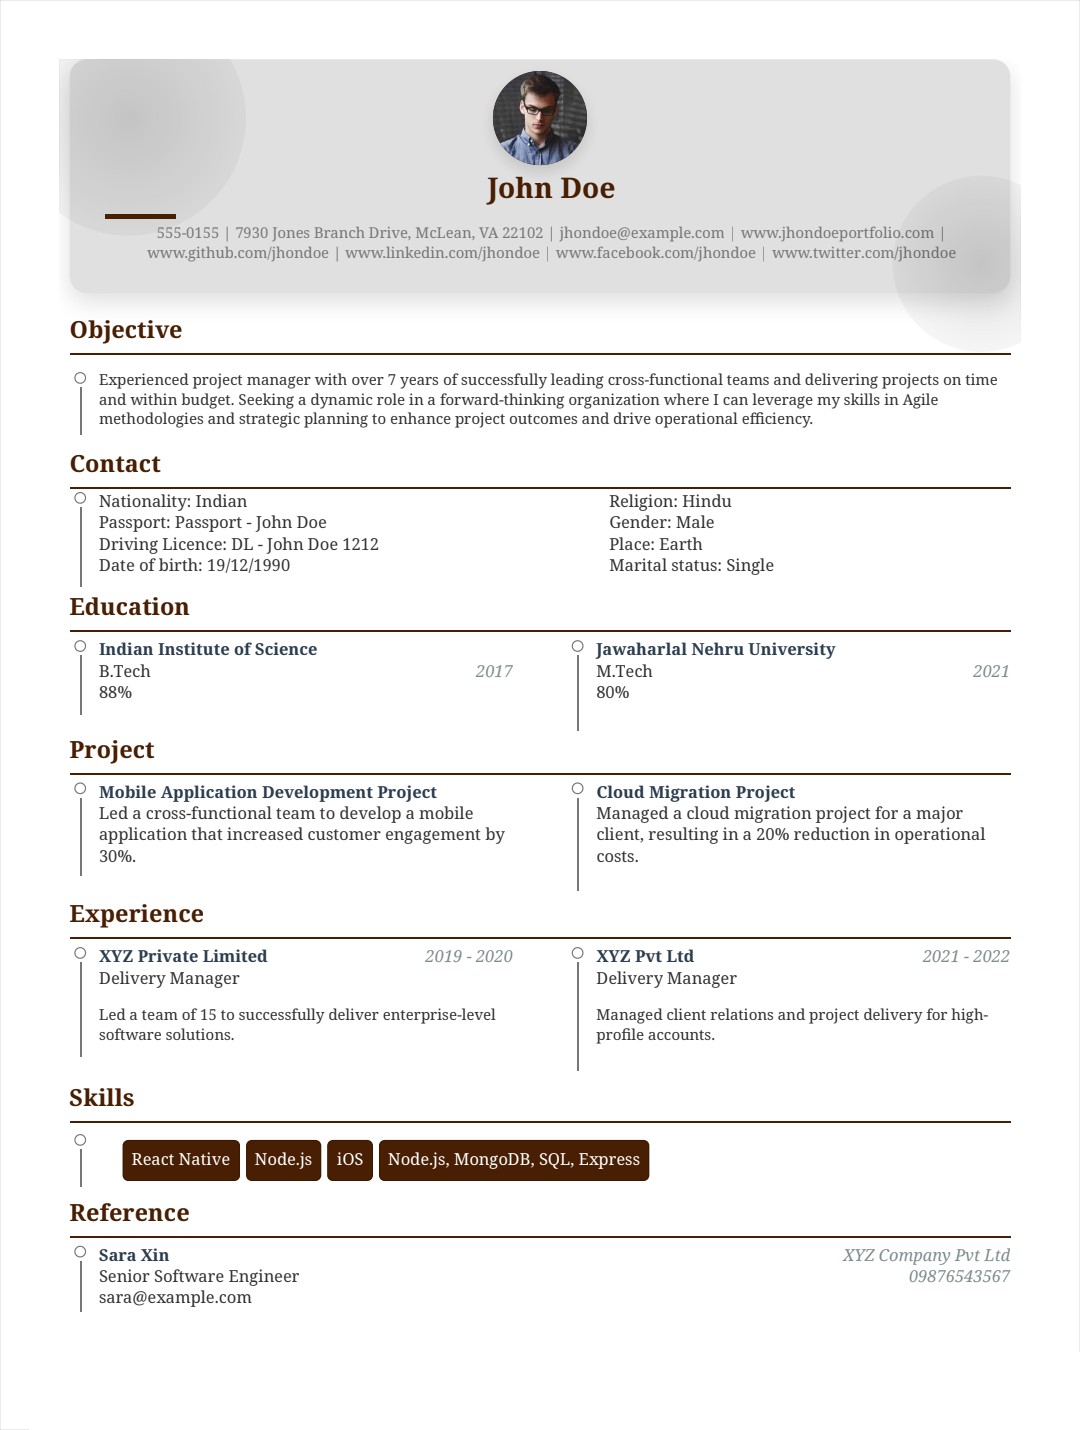 John Doe
555-0155 | 7930 Jones Branch Drive, McLean, VA 22102 | jhondoe@example.com | www.jhondoeportfolio.com |
www.github.com/jhondoe | www.linkedin.com/jhondoe | www.facebook.com/jhondoe | www.twitter.com/jhondoe
Objective
Experienced project manager with over 7 years of successfully leading cross-functional teams and delivering projects on time
and within budget. Seeking a dynamic role in a forward-thinking organization where I can leverage my skills in Agile
methodologies and strategic planning to enhance project outcomes and drive operational efficiency.
Contact
Nationality: Indian
Passport: Passport - John Doe
Driving Licence: DL - John Doe 1212
Date of birth: 19/12/1990
Religion: Hindu
Gender: Male
Place: Earth
Marital status: Single
Education
Indian Institute of Science
B.Tech 2017
88%
Jawaharlal Nehru University
M.Tech 2021
80%
Project
Mobile Application Development Project
Led a cross-functional team to develop a mobile
application that increased customer engagement by
30%.
Cloud Migration Project
Managed a cloud migration project for a major
client, resulting in a 20% reduction in operational
costs.
Experience
XYZ Private Limited 2019 - 2020
Delivery Manager
Led a team of 15 to successfully deliver enterprise-level
software solutions.
XYZ Pvt Ltd 2021 - 2022
Delivery Manager
Managed client relations and project delivery for high-
profile accounts.
Skills
React Native Node.js iOS Node.js, MongoDB, SQL, Express
Reference
Sara Xin XYZ Company Pvt Ltd
Senior Software Engineer 09876543567
sara@example.com